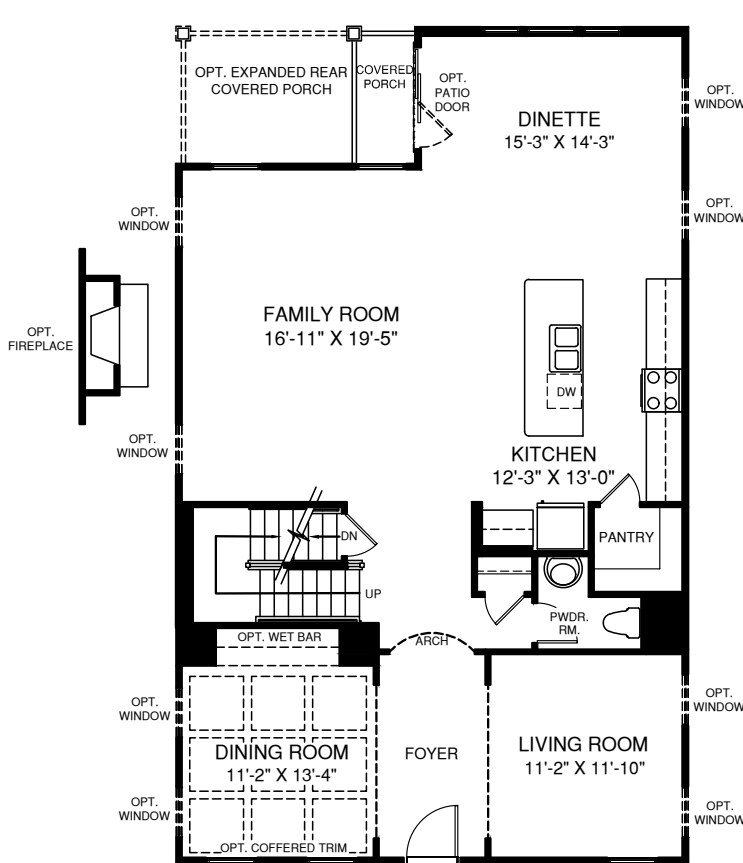 OPT. EXPANDED REAR
COVERED PORCH
COVERED
PORCH
OPT.
PATIO
DOOR
DINETTE
15'-3" X 14'-3"
OPT.
WINDOW
OPT.
WINDOW
OPT.
WINDOW
OPT.
FIREPLACE
FAMILY ROOM
16'-11" X 19'-5"
DW
OPT.
WINDOW
KITCHEN
12'-3" X 13'-0"
DN
PANTRY
UP
PWDR.
RM.
OPT. WET BAR
ARCH
OPT.
WINDOW
DINING ROOM
11'-2" X 13'-4"
FOYER
LIVING ROOM
11'-2" X 11'-10"
OPT.
WINDOW
OPT.
WINDOW
OPT. COFFERED TRIM
OPT.
WINDOW